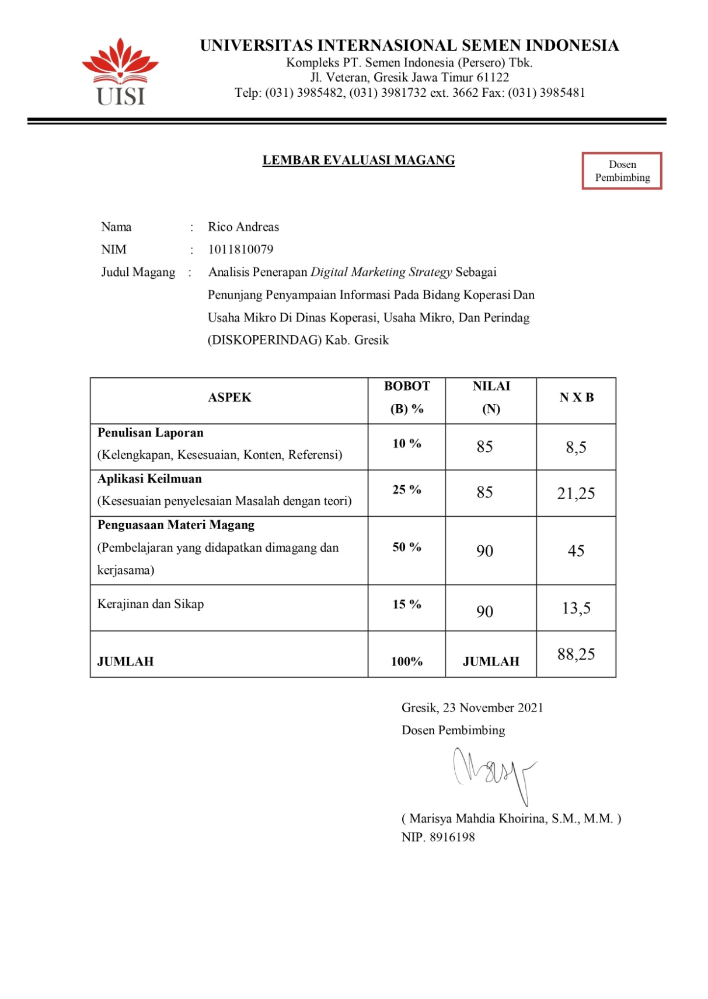 UNIVERSITAS INTERNASIONAL SEMEN INDONESIA
Kompleks PT. Semen Indonesia (Persero) Tbk.
Jl. Veteran, Gresik Jawa Timur 61122
Telp: (031) 3985482, (031) 3981732 ext. 3662 Fax: (031) 3985481
UISI
LEMBAR EVALUASI MAGANG
Dosen
Pembimbing
Nama : Rico Andreas
NIM : 1011810079
Judul Magang : Analisis Penerapan Digital Marketing Strategy Sebagai
Penunjang Penyampaian Informasi Pada Bidang Koperasi Dan
Usaha Mikro Di Dinas Koperasi, Usaha Mikro, Dan Perindag
(DISKOPERINDAG) Kab. Gresik
ASPEK BOBOT (B) % NILAI (N) N X B
Penulisan Laporan
(Kelengkapan, Kesesuaian, Konten, Referensi) 10 % 85 8,5
Aplikasi Keilmuan
(Kesesuaian penyelesaian Masalah dengan teori) 25 % 85 21,25
Penguasaan Materi Magang
(Pembelajaran yang didapatkan dimagang dan 50 % 90 45
kerjasama)
Kerajinan dan Sikap 15 % 90 13,5
JUMLAH 100% JUMLAH 88,25
Gresik, 23 November 2021
Dosen Pembimbing
( Marisya Mahdia Khoirina, S.M., M.M. )
NIP. 8916198